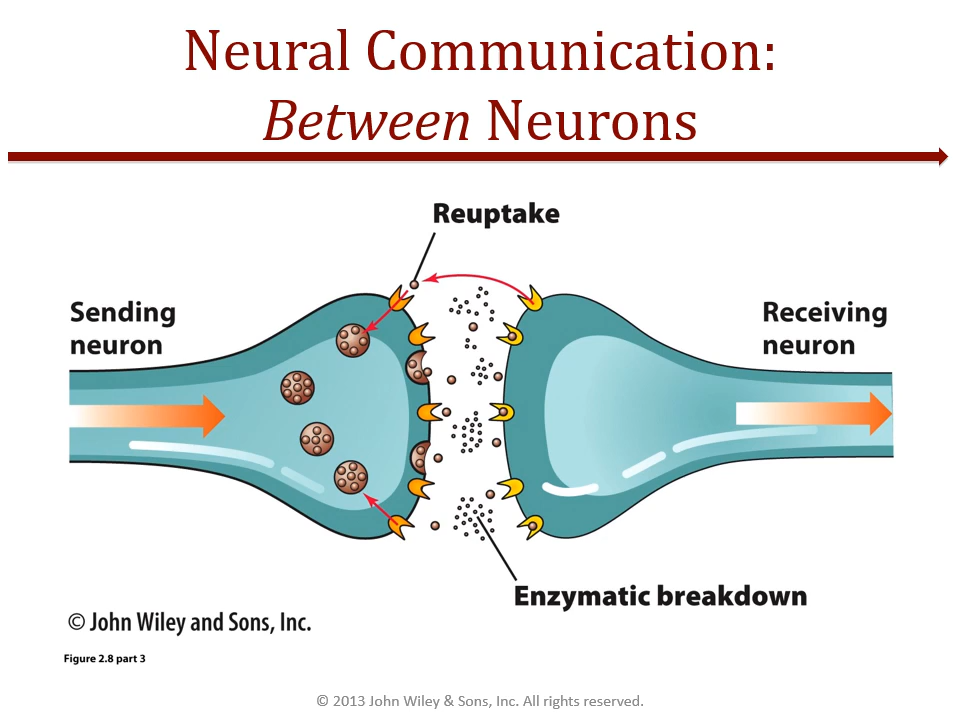 Neural Communication:
Between Neurons
Reuptake
Sending
neuron
Receiving
neuron
Enzymatic breakdown
© John Wiley and Sons, Inc.
Figure 2.8 part 3
© 2013 John Wiley & Sons, Inc. All rights reserved.